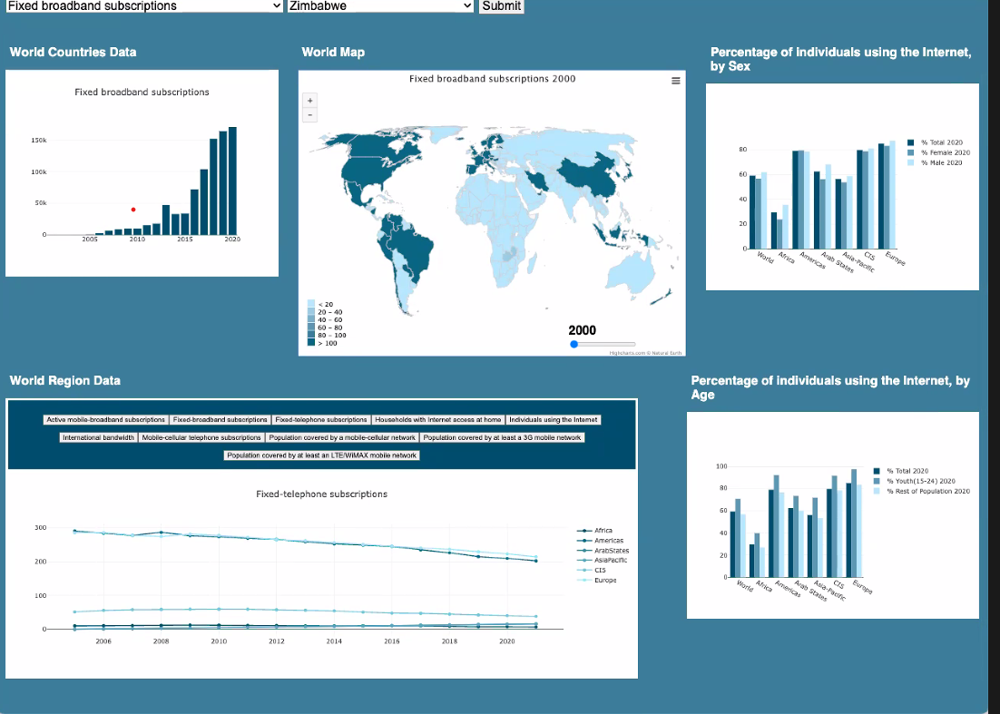 Fixed broadband subscriptions Zimbabwe Submit
World Countries Data
Fixed broadband subscriptions
150k
100k
50k
0
2005 2010 2015 2020
World Map
Fixed broadband subscriptions 2000
+
−
< 20
20 – 40
40 – 60
60 – 80
80 – 100
> 100
2000
Highcharts.com © Natural Earth
Percentage of individuals using the Internet,
by Sex
80
60
40
20
0
World Africa Americas Arab States Asia-Pacific CIS Europe
% Total 2020
% Female 2020
% Male 2020
World Region Data
Active mobile-broadband subscriptions Fixed-broadband subscriptions Fixed-telephone subscriptions Households with Internet access at home Individuals using the Internet
International bandwidth Mobile-cellular telephone subscriptions Population covered by a mobile-cellular network Population covered by at least a 3G mobile network
Population covered by at least an LTE/WiMAX mobile network
Fixed-telephone subscriptions
300
200
100
0
2006 2008 2010 2012 2014 2016 2018 2020
Africa
Americas
ArabStates
AsiaPacific
CIS
Europe
Percentage of individuals using the Internet, by
Age
100
80
60
40
20
0
World Africa Americas Arab States Asia-Pacific CIS Europe
% Total 2020
% Youth(15-24) 2020
% Rest of Population 2020